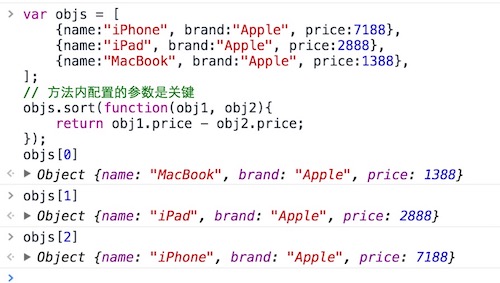 var objs = [
    {name:"iPhone", brand:"Apple", price:7188},
    {name:"iPad", brand:"Apple", price:2888},
    {name:"MacBook", brand:"Apple", price:1388},
];
// 方法内配置的参数是关键
objs.sort(function(obj1, obj2){
    return obj1.price - obj2.price;
});
objs[0]
Object {name: "MacBook", brand: "Apple", price: 1388}
objs[1]
Object {name: "iPad", brand: "Apple", price: 2888}
objs[2]
Object {name: "iPhone", brand: "Apple", price: 7188}